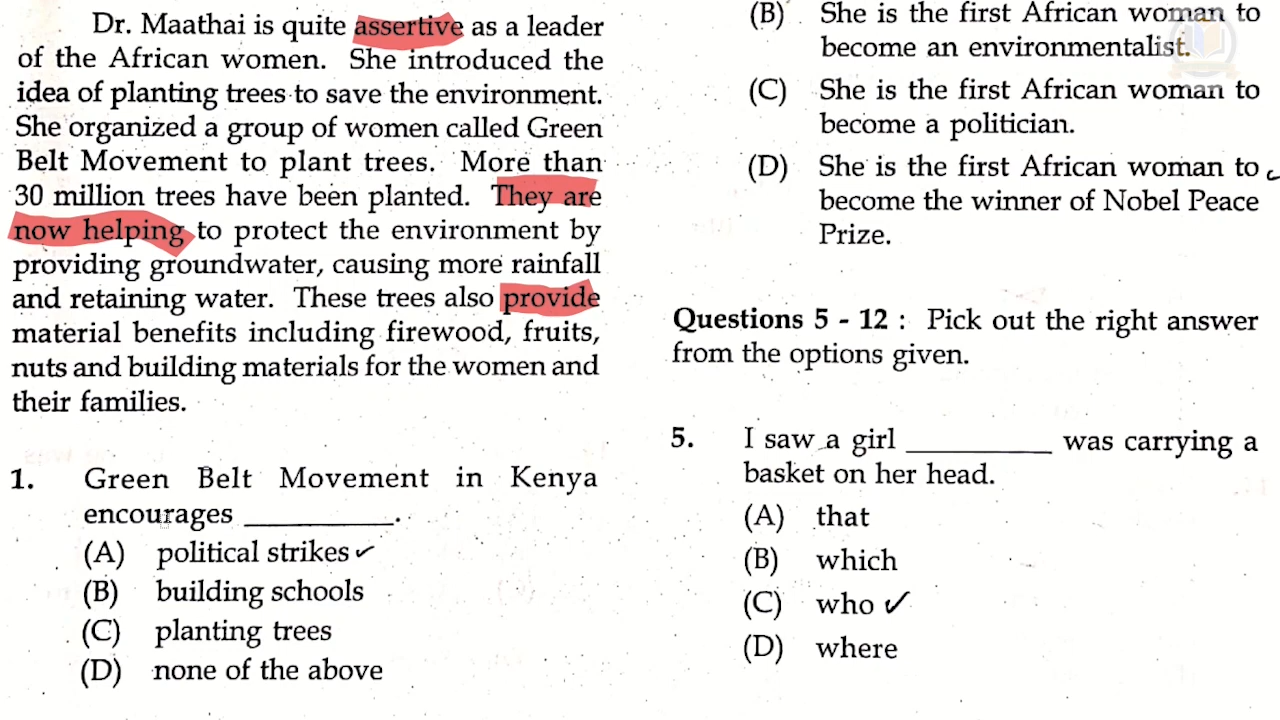 Dr. Maathai is quite assertive as a leader
of the African women. She introduced the
idea of planting trees to save the environment.
She organized a group of women called Green
Belt Movement to plant trees. More than
30 million trees have been planted. They are
now helping to protect the environment by
providing groundwater, causing more rainfall
and retaining water. These trees also provide
material benefits including firewood, fruits,
nuts and building materials for the women and
their families.
1. Green Belt Movement in Kenya
encourages __________.
(A) political strikes ✓
(B) building schools
(C) planting trees
(D) none of the above
(B) She is the first African woman to
become an environmentalist.
(C) She is the first African woman to
become a politician.
(D) She is the first African woman to
become the winner of Nobel Peace
Prize.
Questions 5 - 12 : Pick out the right answer
from the options given.
5. I saw a girl __________ was carrying a
basket on her head.
(A) that
(B) which
(C) who ✓
(D) where